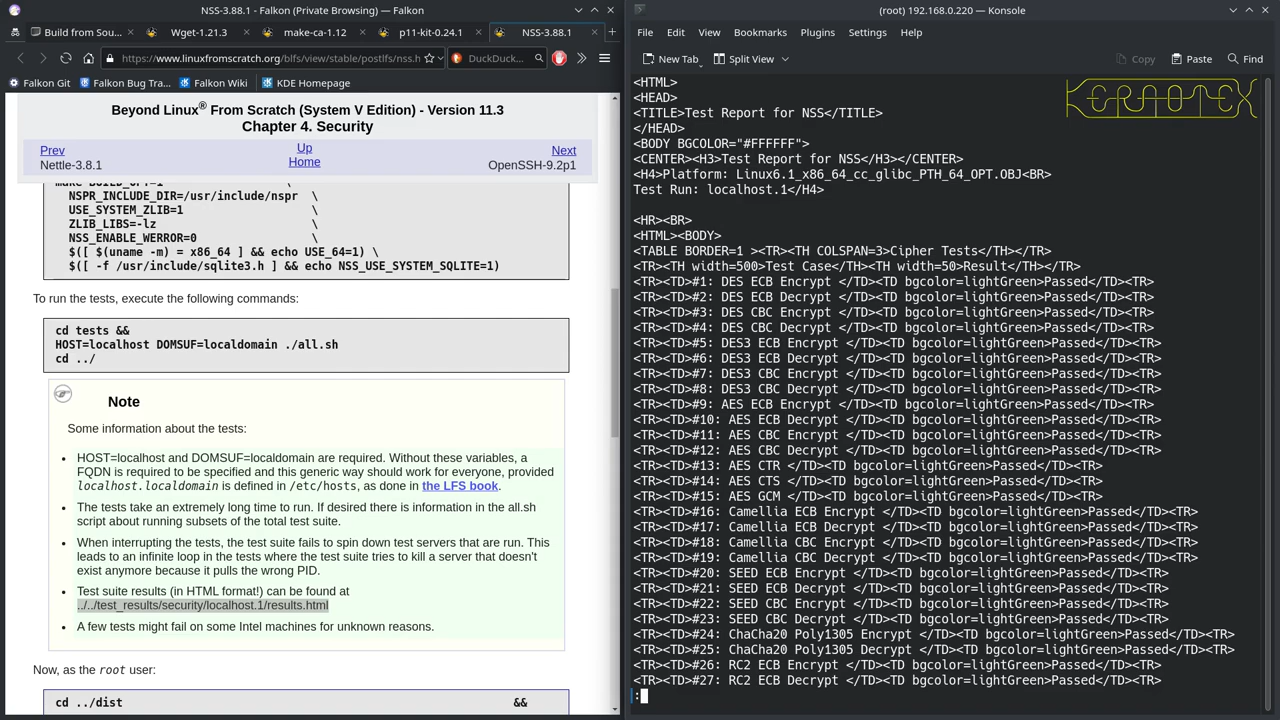 NSS-3.88.1 - Falkon (Private Browsing) — Falkon
Build from Sou...
Wget-1.21.3
make-ca-1.12
p11-kit-0.24.1
NSS-3.88.1
https://www.linuxfromscratch.org/blfs/view/stable/postlfs/nss.h
DuckDuck...
Falkon Git
Falkon Bug Tra...
Falkon Wiki
KDE Homepage
Beyond Linux® From Scratch (System V Edition) - Version 11.3
Chapter 4. Security
Prev
Up
Next
Nettle-3.8.1
Home
OpenSSH-9.2p1
make BUILD_OPT=1 \
NSPR_INCLUDE_DIR=/usr/include/nspr \
USE_SYSTEM_ZLIB=1 \
ZLIB_LIBS=-lz \
NSS_ENABLE_WERROR=0 \
$([ $(uname -m) = x86_64 ] && echo USE_64=1) \
$([ -f /usr/include/sqlite3.h ] && echo NSS_USE_SYSTEM_SQLITE=1)
To run the tests, execute the following commands:
cd tests &&
HOST=localhost DOMSUF=localdomain ./all.sh
cd ../
Note
Some information about the tests:
HOST=localhost and DOMSUF=localdomain are required. Without these variables, a
FQDN is required to be specified and this generic way should work for everyone, provided
localhost.localdomain is defined in /etc/hosts, as done in the LFS book.
The tests take an extremely long time to run. If desired there is information in the all.sh
script about running subsets of the total test suite.
When interrupting the tests, the test suite fails to spin down test servers that are run. This
leads to an infinite loop in the tests where the test suite tries to kill a server that doesn't
exist anymore because it pulls the wrong PID.
Test suite results (in HTML format!) can be found at
../../test_results/security/localhost.1/results.html
A few tests might fail on some Intel machines for unknown reasons.
Now, as the root user:
cd ../dist &&
(root) 192.168.0.220 — Konsole
File Edit View Bookmarks Plugins Settings Help
New Tab
Split View
Copy
Paste
Find
KERAOTEX
<HTML>
<HEAD>
<TITLE>Test Report for NSS</TITLE>
</HEAD>
<BODY BGCOLOR="#FFFFFF">
<CENTER><H3>Test Report for NSS</H3></CENTER>
<H4>Platform: Linux6.1_x86_64_cc_glibc_PTH_64_OPT.OBJ<BR>
Test Run: localhost.1</H4>
<HR><BR>
<HTML><BODY>
<TABLE BORDER=1 ><TR><TH COLSPAN=3>Cipher Tests</TH></TR>
<TR><TH width=500>Test Case</TH><TH width=50>Result</TH></TR>
<TR><TD>#1: DES ECB Encrypt </TD><TD bgcolor=lightGreen>Passed</TD><TR>
<TR><TD>#2: DES ECB Decrypt </TD><TD bgcolor=lightGreen>Passed</TD><TR>
<TR><TD>#3: DES CBC Encrypt </TD><TD bgcolor=lightGreen>Passed</TD><TR>
<TR><TD>#4: DES CBC Decrypt </TD><TD bgcolor=lightGreen>Passed</TD><TR>
<TR><TD>#5: DES3 ECB Encrypt </TD><TD bgcolor=lightGreen>Passed</TD><TR>
<TR><TD>#6: DES3 ECB Decrypt </TD><TD bgcolor=lightGreen>Passed</TD><TR>
<TR><TD>#7: DES3 CBC Encrypt </TD><TD bgcolor=lightGreen>Passed</TD><TR>
<TR><TD>#8: DES3 CBC Decrypt </TD><TD bgcolor=lightGreen>Passed</TD><TR>
<TR><TD>#9: AES ECB Encrypt </TD><TD bgcolor=lightGreen>Passed</TD><TR>
<TR><TD>#10: AES ECB Decrypt </TD><TD bgcolor=lightGreen>Passed</TD><TR>
<TR><TD>#11: AES CBC Encrypt </TD><TD bgcolor=lightGreen>Passed</TD><TR>
<TR><TD>#12: AES CBC Decrypt </TD><TD bgcolor=lightGreen>Passed</TD><TR>
<TR><TD>#13: AES CTR </TD><TD bgcolor=lightGreen>Passed</TD><TR>
<TR><TD>#14: AES CTS </TD><TD bgcolor=lightGreen>Passed</TD><TR>
<TR><TD>#15: AES GCM </TD><TD bgcolor=lightGreen>Passed</TD><TR>
<TR><TD>#16: Camellia ECB Encrypt </TD><TD bgcolor=lightGreen>Passed</TD><TR>
<TR><TD>#17: Camellia ECB Decrypt </TD><TD bgcolor=lightGreen>Passed</TD><TR>
<TR><TD>#18: Camellia CBC Encrypt </TD><TD bgcolor=lightGreen>Passed</TD><TR>
<TR><TD>#19: Camellia CBC Decrypt </TD><TD bgcolor=lightGreen>Passed</TD><TR>
<TR><TD>#20: SEED ECB Encrypt </TD><TD bgcolor=lightGreen>Passed</TD><TR>
<TR><TD>#21: SEED ECB Decrypt </TD><TD bgcolor=lightGreen>Passed</TD><TR>
<TR><TD>#22: SEED CBC Encrypt </TD><TD bgcolor=lightGreen>Passed</TD><TR>
<TR><TD>#23: SEED CBC Decrypt </TD><TD bgcolor=lightGreen>Passed</TD><TR>
<TR><TD>#24: ChaCha20 Poly1305 Encrypt </TD><TD bgcolor=lightGreen>Passed</TD><TR>
<TR><TD>#25: ChaCha20 Poly1305 Decrypt </TD><TD bgcolor=lightGreen>Passed</TD><TR>
<TR><TD>#26: RC2 ECB Encrypt </TD><TD bgcolor=lightGreen>Passed</TD><TR>
<TR><TD>#27: RC2 ECB Decrypt </TD><TD bgcolor=lightGreen>Passed</TD><TR>
: